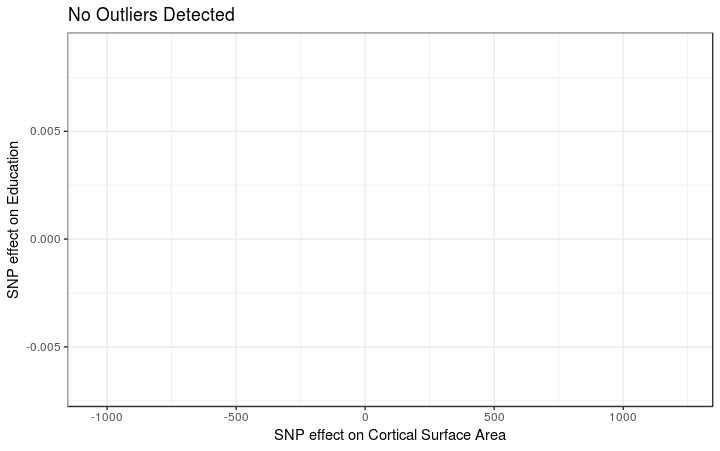 No Outliers Detected
SNP effect on Education
0.005
0.000
-0.005
-1000 -500 0 500 1000
SNP effect on Cortical Surface Area